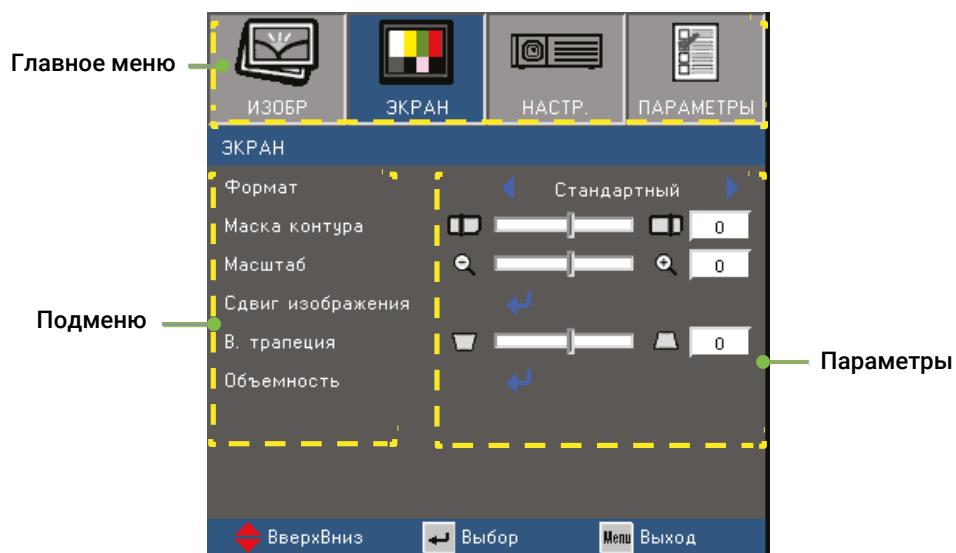 Главное меню
ИЗОБР ЭКРАН НАСТР. ПАРАМЕТРЫ
ЭКРАН
Формат Стандартный
Маска контура 0
Масштаб 0
Сдвиг изображения
Подменю
В. трапеция 0
Параметры
Объемность
ВверхВниз Выбор Menu Выход